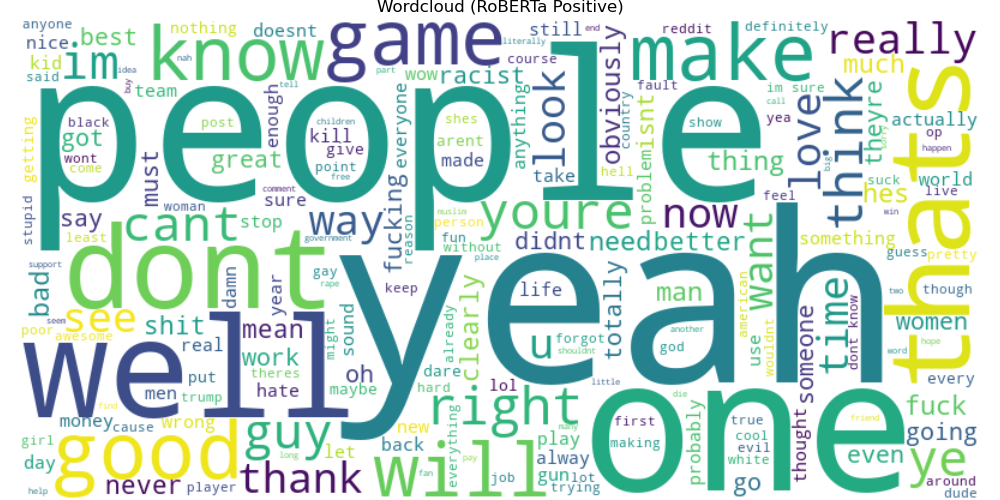 Wordcloud (RoBERTa Positive)
anyone nothing doesnt still end reddit definitely
nice best know game literally make really
kid im nah wow racist course much
said idea buy team tell part anything look obviously fault im sure love think theyre thats
people
getting black got post enough children everyone shes country problem isnt show call yea actually
wont come must great kill give arent hell thing big sorry op happen
point free made take suck world
stupid say woman comment sure fucking muslim youre now feel hes live
least cant stop way reason person win
government fun without place didnt need better want something guess pretty
dont yeah
support bad damn year gay rape keep life man american time two though
see seem might sound already clearly totally god another use wouldnt dont know women
poor awesome shit mean forgot shouldnt word hope
well real work theres oh dare u every
men put trump hate maybe hard lol little someone
money cause find right one die fuck
girl wrong guy let new everything many first probably true thought friend going
good will back play making cool evil even ye
day long alway white
never player thank fan pay job gun lot trying go around
help dude